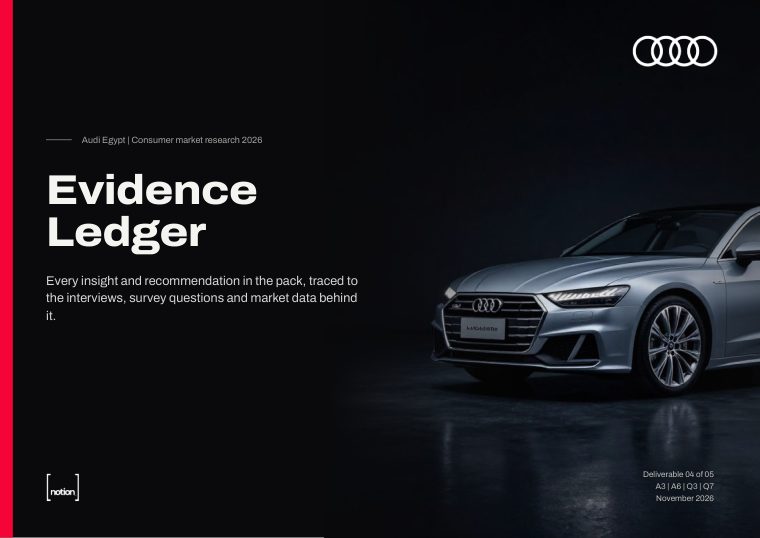 Audi Egypt | Consumer market research 2026
Evidence
Ledger
Every insight and recommendation in the pack, traced to
the interviews, survey questions and market data behind
it.
[notion]
Deliverable 04 of 05
A3 | A6 | Q3 | Q7
November 2026